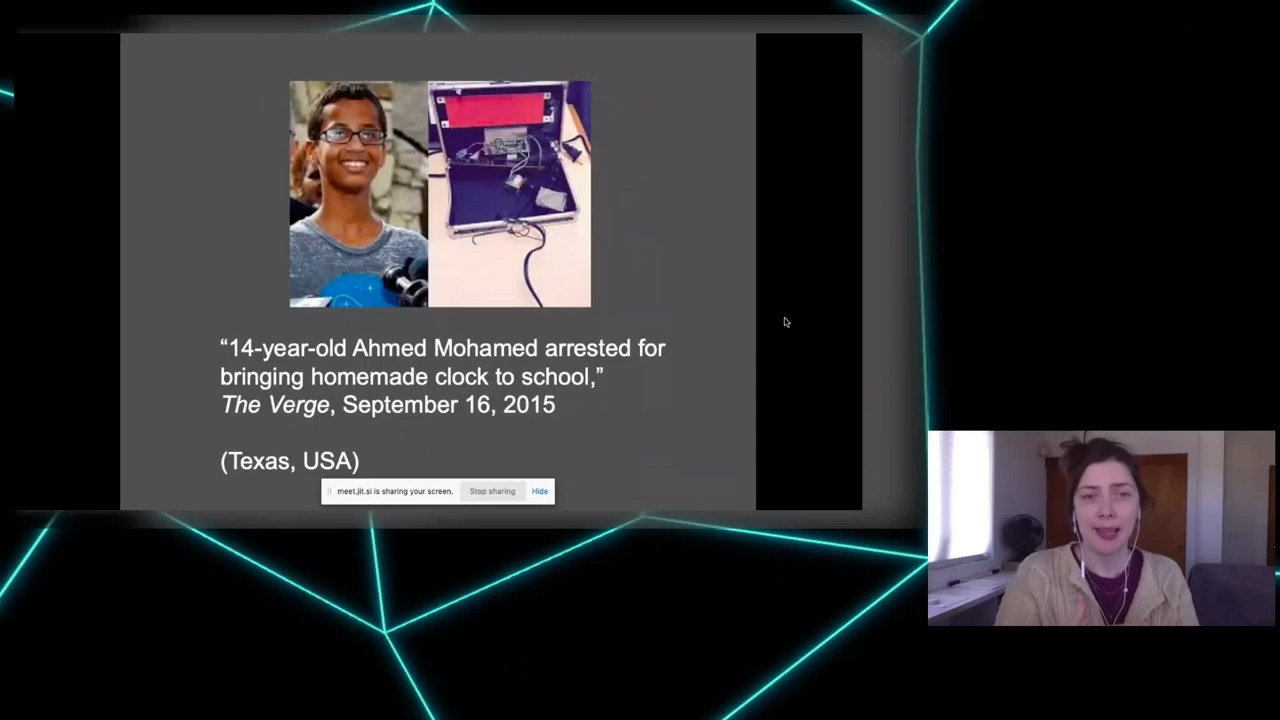 “14-year-old Ahmed Mohamed arrested for
bringing homemade clock to school,”
The Verge, September 16, 2015
(Texas, USA)
meet.jit.si is sharing your screen.
Stop sharing
Hide